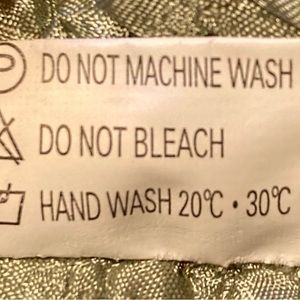 DO NOT MACHINE WASH
DO NOT BLEACH
HAND WASH 20℃ · 30℃